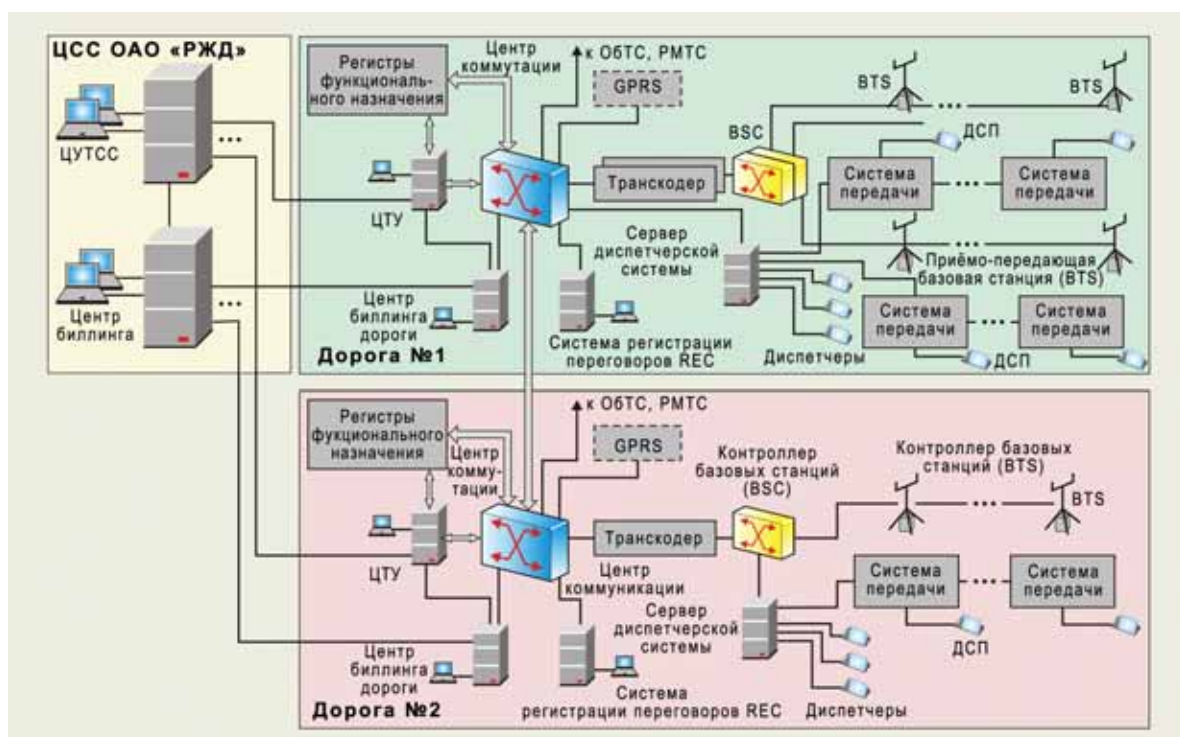 ЦСС ОАО «РЖД»
ЦУТСС
...
Центр
биллинга
...
Регистры
функциональ-
ного назначения
Центр
коммутации
к ОбТС, РМТС
GPRS
BTS
...
BTS
BSC
ДСП
Транскодер
Система
передачи
...
Система
передачи
ЦТУ
Сервер
диспетчерской
системы
...
Приёмо-передающая
базовая станция (BTS)
Центр
биллинга
дороги
Система
передачи
...
Система
передачи
Система регистрации
переговоров REC
Диспетчеры
ДСП
Дорога №1
Регистры
фукционального
назначения
Центр
комму-
тации
к ОбТС, РМТС
GPRS
Контроллер
базовых станций
(BSC)
Контроллер базовых
станций (BTS)
...
BTS
Транскодер
ЦТУ
Центр
коммуникации
Система
передачи
...
Система
передачи
Сервер
диспетчерской
системы
ДСП
Центр
биллинга
дороги
Система
регистрации переговоров REC
Диспетчеры
Дорога №2